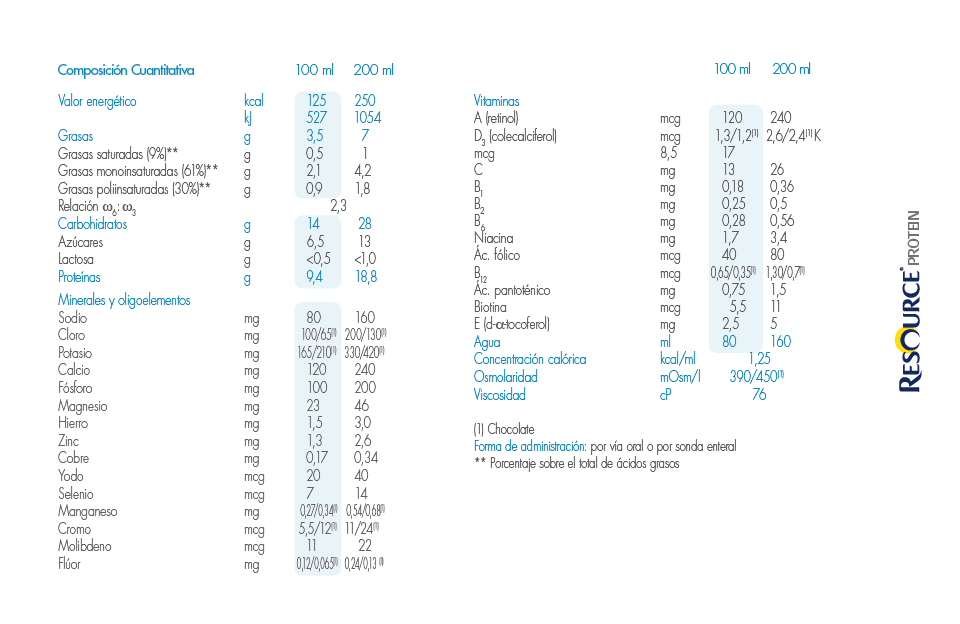 Composición Cuantitativa 100 ml 200 ml
Valor energético kcal 125 250
kJ 527 1054
Grasas g 3,5 7
Grasas saturadas (9%)** g 0,5 1
Grasas monoinsaturadas (61%)** g 2,1 4,2
Grasas poliinsaturadas (30%)** g 0,9 1,8
Relación ω6: ω3 2,3
Carbohidratos g 14 28
Azúcares g 6,5 13
Lactosa g <0,5 <1,0
Proteínas g 9,4 18,8
Minerales y oligoelementos
Sodio mg 80 160
Cloro mg 100/65(1) 200/130(1)
Potasio mg 165/210(1) 330/420(1)
Calcio mg 120 240
Fósforo mg 100 200
Magnesio mg 23 46
Hierro mg 1,5 3,0
Zinc mg 1,3 2,6
Cobre mg 0,17 0,34
Yodo mcg 20 40
Selenio mcg 7 14
Manganeso mg 0,27/0,34(1) 0,54/0,68(1)
Cromo mcg 5,5/12(1) 11/24(1)
Molibdeno mcg 11 22
Flúor mg 0,12/0,065(1) 0,24/0,13 (1)
100 ml 200 ml
Vitaminas
A (retinol) mcg 120 240
D3 (colecalciferol) mcg 1,3/1,2(1) 2,6/2,4(1) K
mcg 8,5 17
C mg 13 26
B1 mg 0,18 0,36
B2 mg 0,25 0,5
B6 mg 0,28 0,56
Niacina mg 1,7 3,4
Ác. fólico mcg 40 80
B12 mcg 0,65/0,35(1) 1,30/0,7(1)
Ác. pantoténico mg 0,75 1,5
Biotina mcg 5,5 11
E (d-α-tocoferol) mg 2,5 5
Agua ml 80 160
Concentración calórica kcal/ml 1,25
Osmolaridad mOsm/l 390/450(1)
Viscosidad cP 76
(1) Chocolate
Forma de administración: por vía oral o por sonda enteral
** Porcentaje sobre el total de ácidos grasos
RESOURCE® PROTEIN